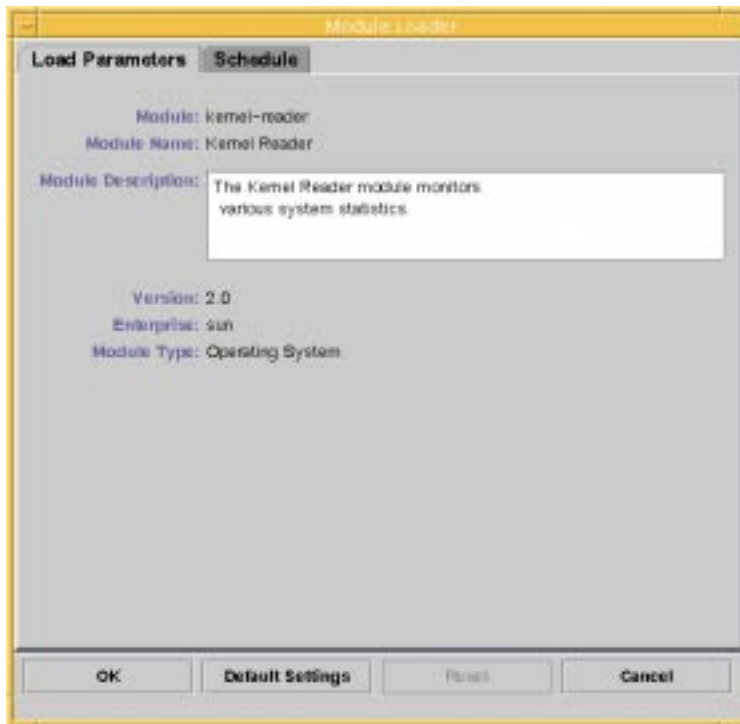 Module Loader
Load Parameters Schedule
Module: kernel-reader
Module Name: Kernel Reader
Module Description: The Kernel Reader module monitors
various system statistics.
Version: 2.0
Enterprise: sun
Module Type: Operating System
OK Default Settings Reset Cancel